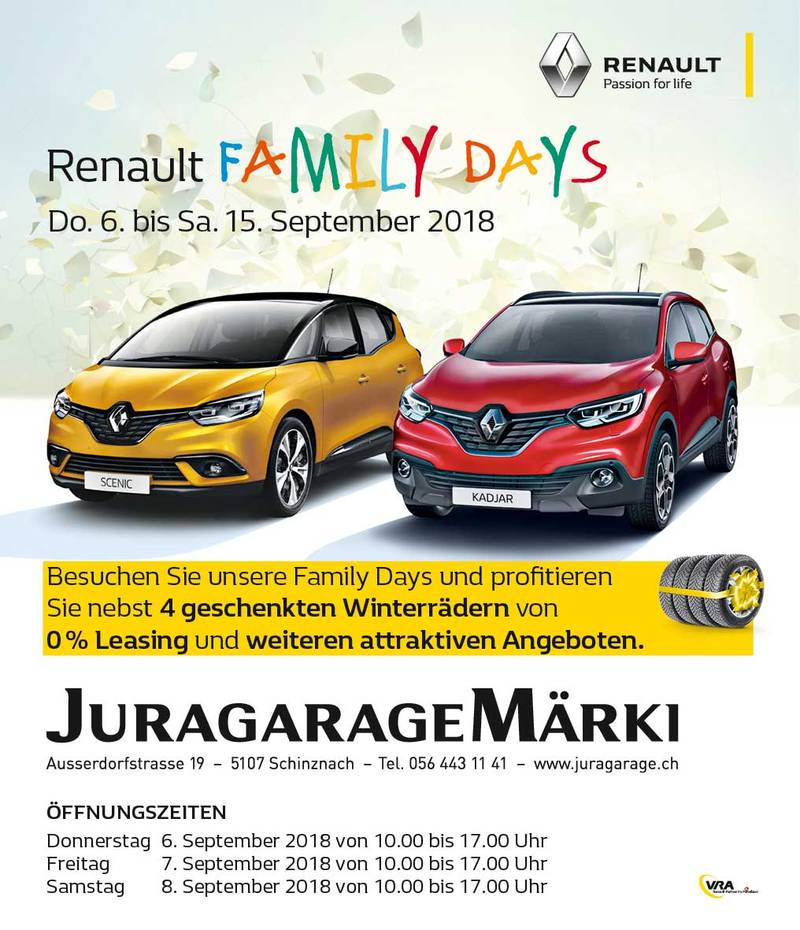 RENAULT
Passion for life
Renault FAMILY DAYS
Do. 6. bis Sa. 15. September 2018
SCENIC
KADJAR
Besuchen Sie unsere Family Days und profitieren
Sie nebst 4 geschenkten Winterrädern von
0% Leasing und weiteren attraktiven Angeboten.
JURAGARAGEMÄRKI
Ausserdorfstrasse 19 – 5107 Schinznach – Tel. 056 443 11 41 – www.juragarage.ch
ÖFFNUNGSZEITEN
Donnerstag 6. September 2018 von 10.00 bis 17.00 Uhr
Freitag 7. September 2018 von 10.00 bis 17.00 Uhr
Samstag 8. September 2018 von 10.00 bis 17.00 Uhr
VRA